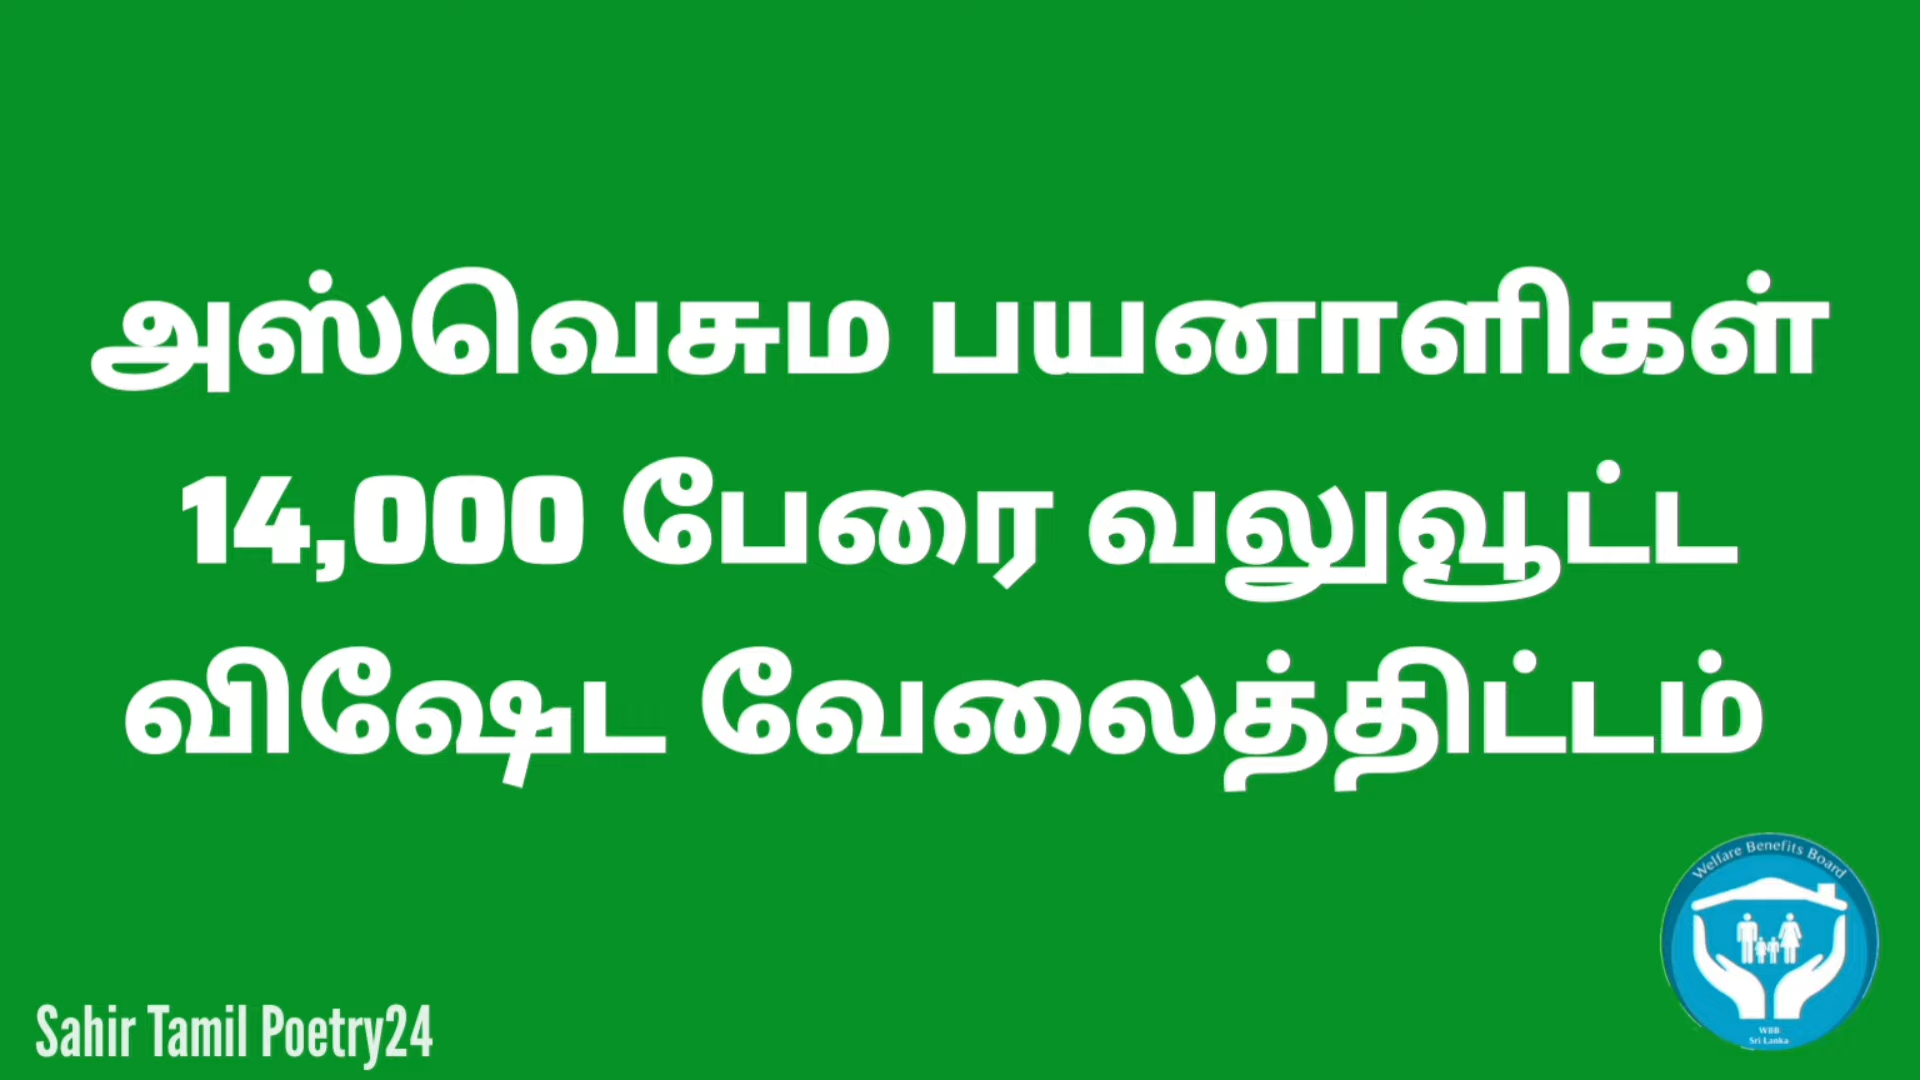 அஸ்வெசும பயனாளிகள்
14,000 பேரை வலுவூட்ட
விஷேட வேலைத்திட்டம்
Welfare Benefits Board
WBB
Sri Lanka
Sahir Tamil Poetry24